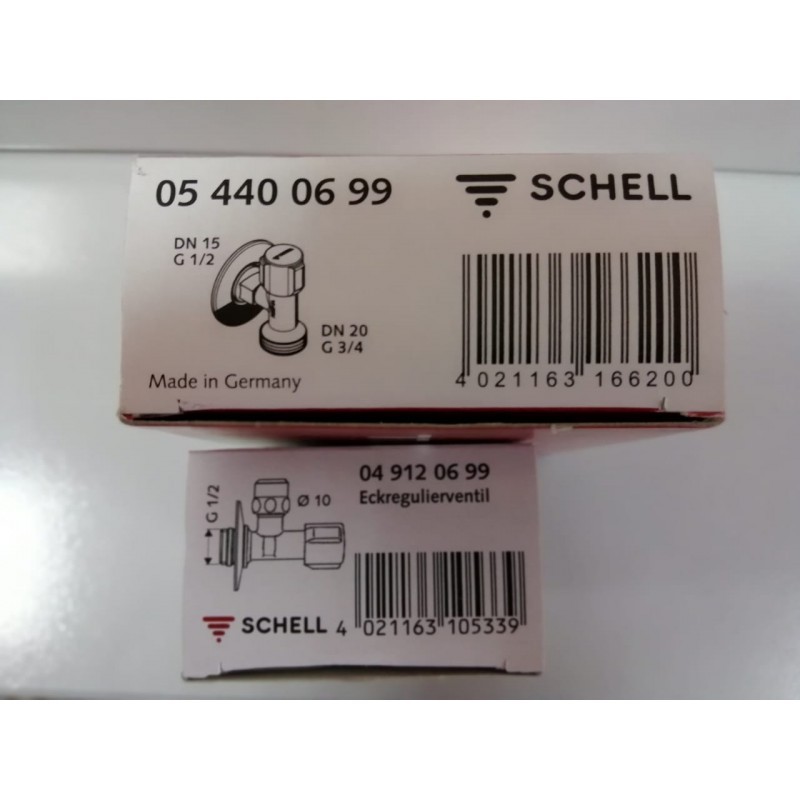 05 440 06 99
SCHELL
DN 15
G 1/2
DN 20
G 3/4
Made in Germany
4 021163 166200
G 1/2
Ø 10
04 912 06 99
Eckregulierventil
SCHELL
4 021163 105339